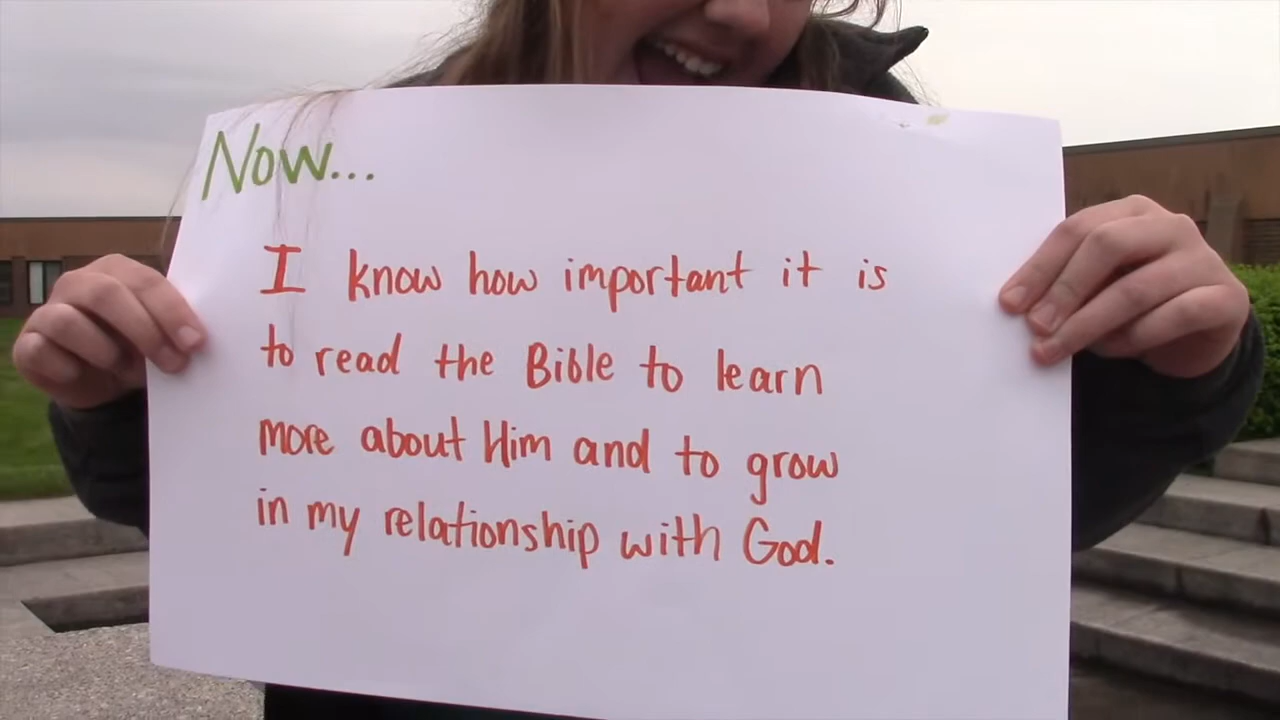 Now...
I know how important it is
to read the Bible to learn
more about Him and to grow
in my relationship with God.